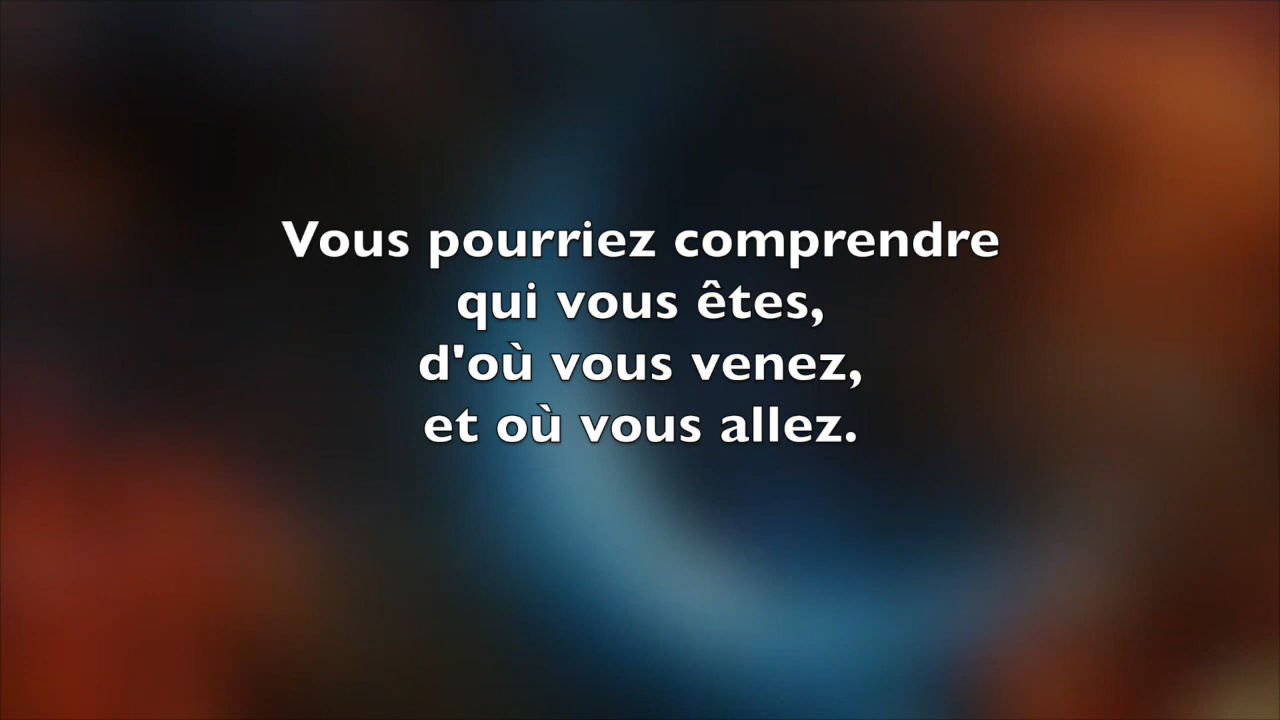 Vous pourriez comprendre
qui vous êtes,
d'où vous venez,
et où vous allez.